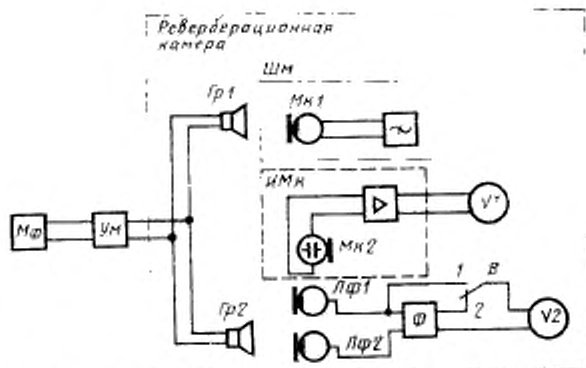 Реверберационная
камера
Шм
Гр1
Мк1
ИМк
V1
Мф
Ум
Мк2
Лф1
1
В
Гр2
Ф
2
V2
Лф2